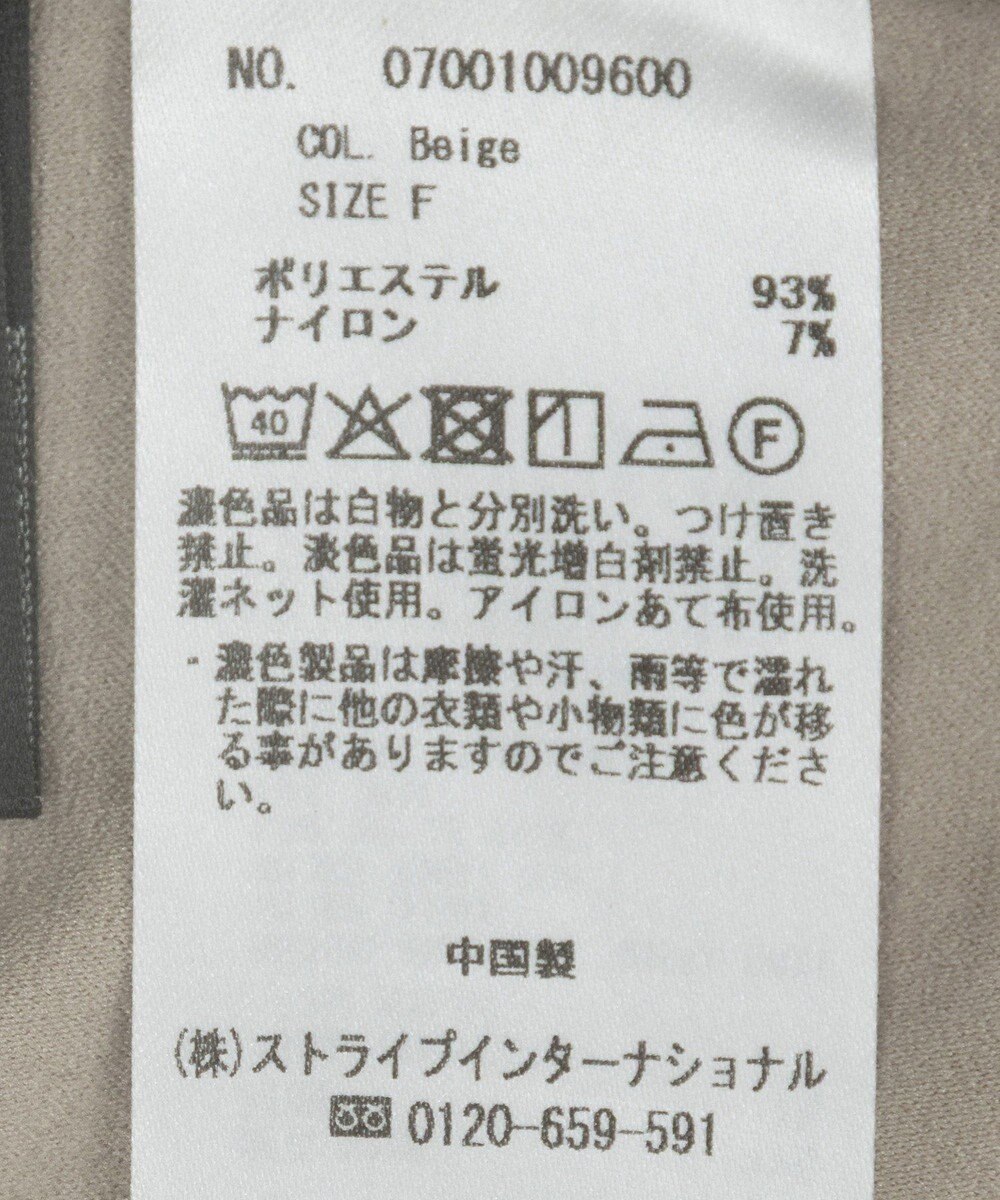 NO. 07001009600
COL. Beige
SIZE F
ポリエステル 93%
ナイロン 7%
40
F
濃色品は白物と分別洗い。つけ置き
禁止。淡色品は蛍光増白剤禁止。洗
濯ネット使用。アイロンあて布使用。
・濃色製品は摩擦や汗、雨等で濡れ
た際に他の衣類や小物類に色が移
る事がありますのでご注意くださ
い。
中国製
(株)ストライプインターナショナル
0120-659-591